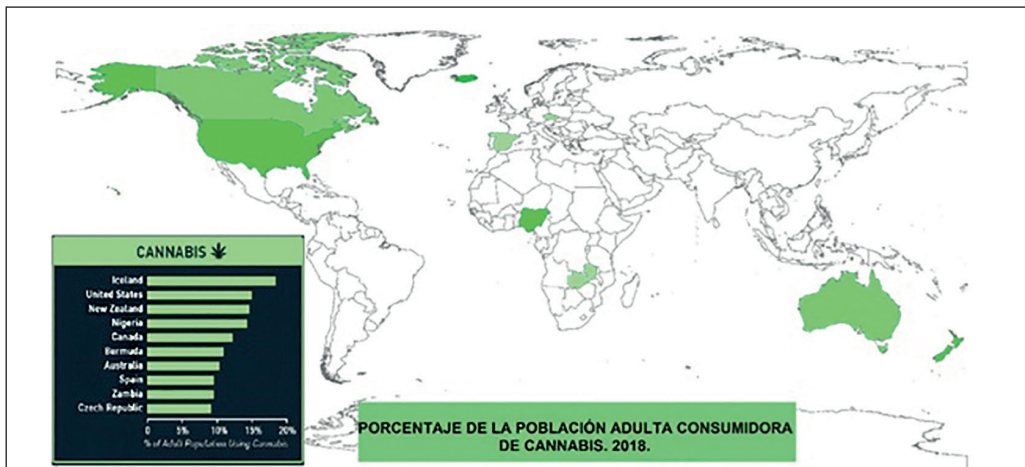 CANNABIS
Iceland
United States
New Zealand
Nigeria
Canada
Bermuda
Australia
Spain
Zambia
Czech Republic
0 5% 10% 15% 20%
% of Adult Population Using Cannabis
PORCENTAJE DE LA POBLACIÓN ADULTA CONSUMIDORA
DE CANNABIS. 2018.